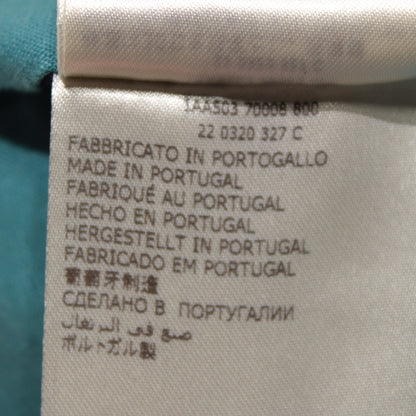 1AA503 70008 800
22 0320 327 C
FABBRICATO IN PORTOGALLO
MADE IN PORTUGAL
FABRIQUÉ AU PORTUGAL
HECHO EN PORTUGAL
HERGESTELLT IN PORTUGAL
FABRICADO EM PORTUGAL
葡萄牙制造
СДЕЛАНО В ПОРТУГАЛИИ
صنع في البرتغال
ポルトガル製